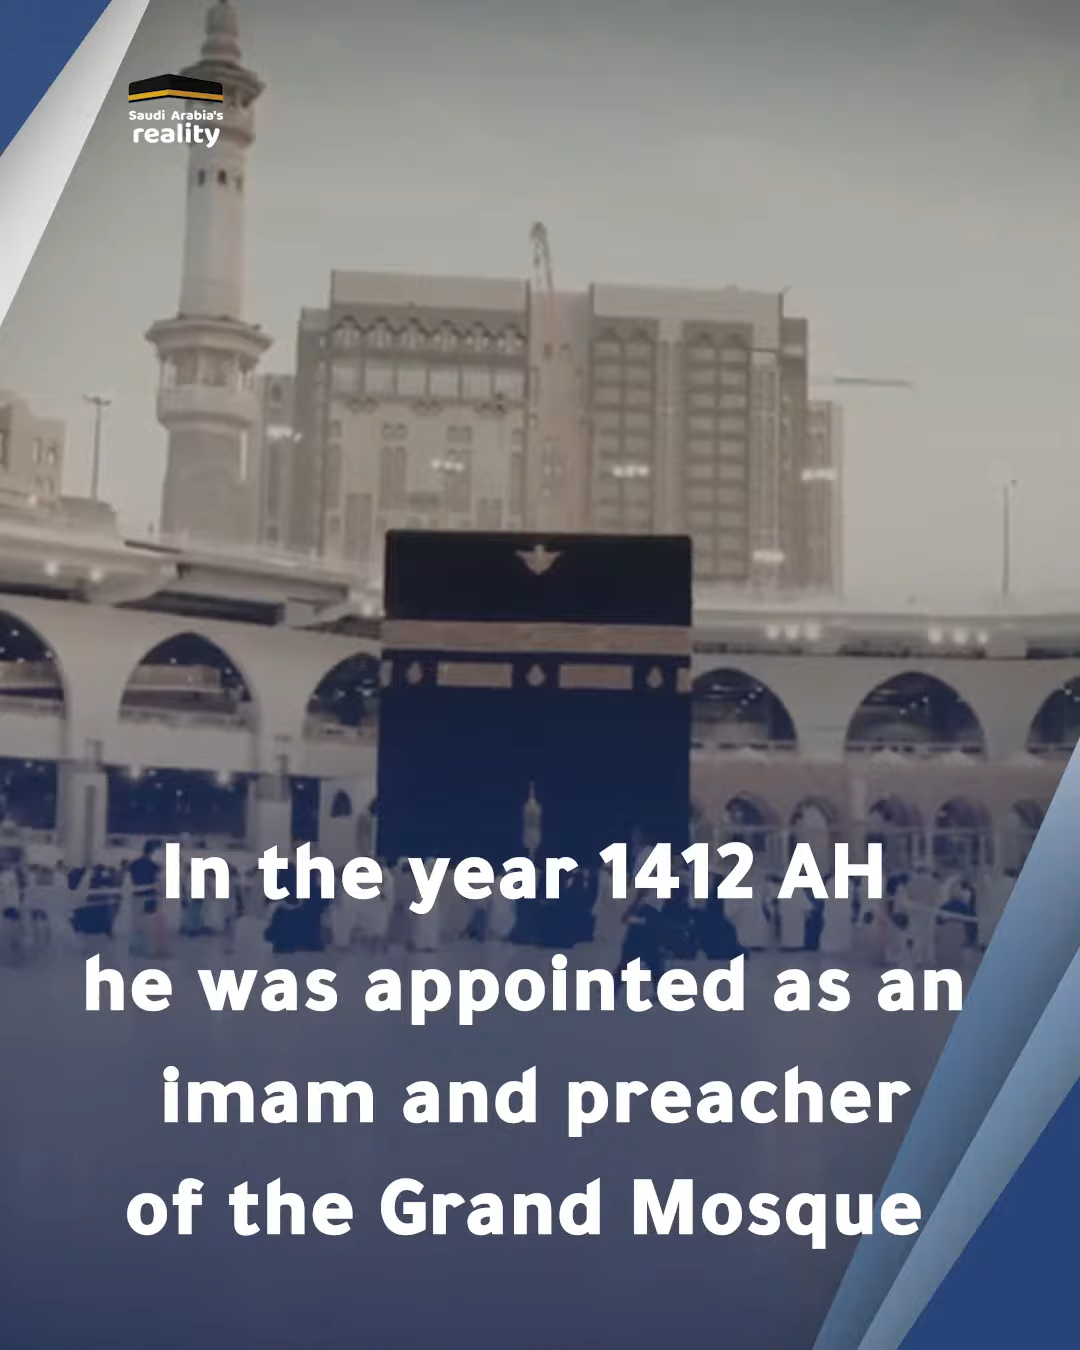 Saudi Arabia's
reality
In the year 1412 AH
he was appointed as an
imam and preacher
of the Grand Mosque